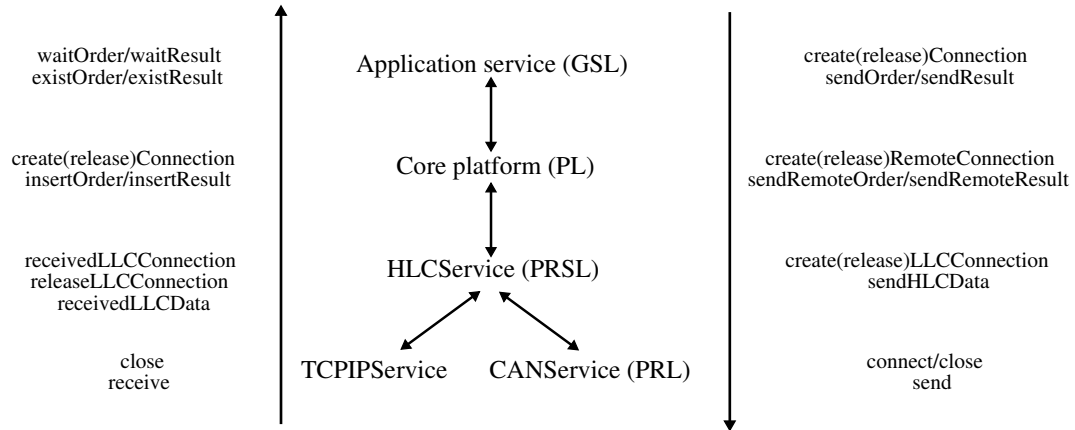 waitOrder/waitResult
existOrder/existResult
Application service (GSL)
create(release)Connection
sendOrder/sendResult
create(release)Connection
insertOrder/insertResult
Core platform (PL)
create(release)RemoteConnection
sendRemoteOrder/sendRemoteResult
receivedLLCConnection
releaseLLCConnection
receivedLLCData
HLCService (PRSL)
create(release)LLCConnection
sendHLCData
close
receive
TCPIPService
CANService (PRL)
connect/close
send